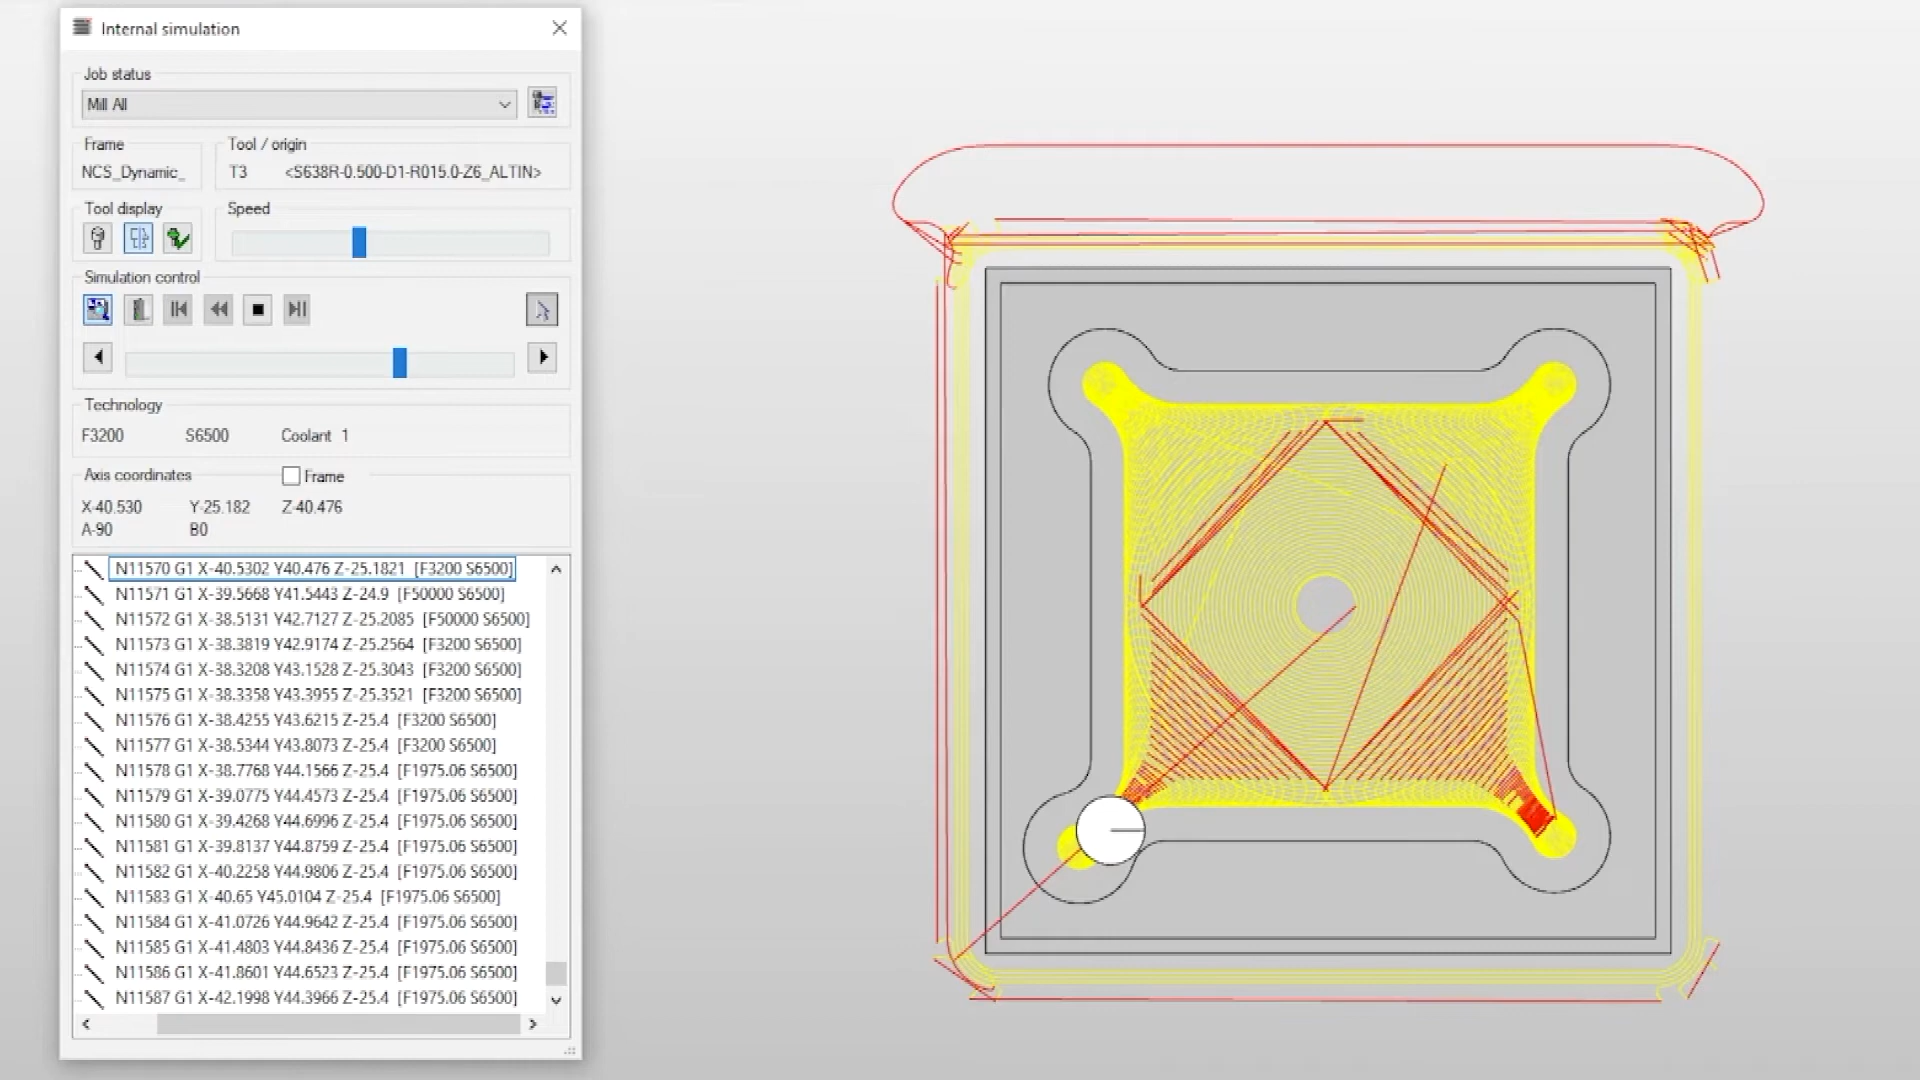 Internal simulation
Job status
Mill All
Frame
Tool / origin
NCS_Dynamic_
T3 <S638R-0.500-D1-R015.0-Z6_ALTIN>
Tool display
Speed
Simulation control
Technology
F3200 S6500 Coolant 1
Axis coordinates
Frame
X-40.530 Y-25.182 Z-40.476
A-90 B0
N11570 G1 X-40.5302 Y40.476 Z-25.1821 [F3200 S6500]
N11571 G1 X-39.5668 Y41.5443 Z-24.9 [F50000 S6500]
N11572 G1 X-38.5131 Y42.7127 Z-25.2085 [F50000 S6500]
N11573 G1 X-38.3819 Y42.9174 Z-25.2564 [F3200 S6500]
N11574 G1 X-38.3208 Y43.1528 Z-25.3043 [F3200 S6500]
N11575 G1 X-38.3358 Y43.3955 Z-25.3521 [F3200 S6500]
N11576 G1 X-38.4255 Y43.6215 Z-25.4 [F3200 S6500]
N11577 G1 X-38.5344 Y43.8073 Z-25.4 [F3200 S6500]
N11578 G1 X-38.7768 Y44.1566 Z-25.4 [F1975.06 S6500]
N11579 G1 X-39.0775 Y44.4573 Z-25.4 [F1975.06 S6500]
N11580 G1 X-39.4268 Y44.6996 Z-25.4 [F1975.06 S6500]
N11581 G1 X-39.8137 Y44.8759 Z-25.4 [F1975.06 S6500]
N11582 G1 X-40.2258 Y44.9806 Z-25.4 [F1975.06 S6500]
N11583 G1 X-40.65 Y45.0104 Z-25.4 [F1975.06 S6500]
N11584 G1 X-41.0726 Y44.9642 Z-25.4 [F1975.06 S6500]
N11585 G1 X-41.4803 Y44.8436 Z-25.4 [F1975.06 S6500]
N11586 G1 X-41.8601 Y44.6523 Z-25.4 [F1975.06 S6500]
N11587 G1 X-42.1998 Y44.3966 Z-25.4 [F1975.06 S6500]